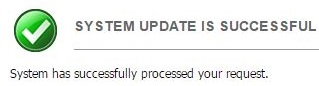 SYSTEM UPDATE IS SUCCESSFUL
System has successfully processed your request.